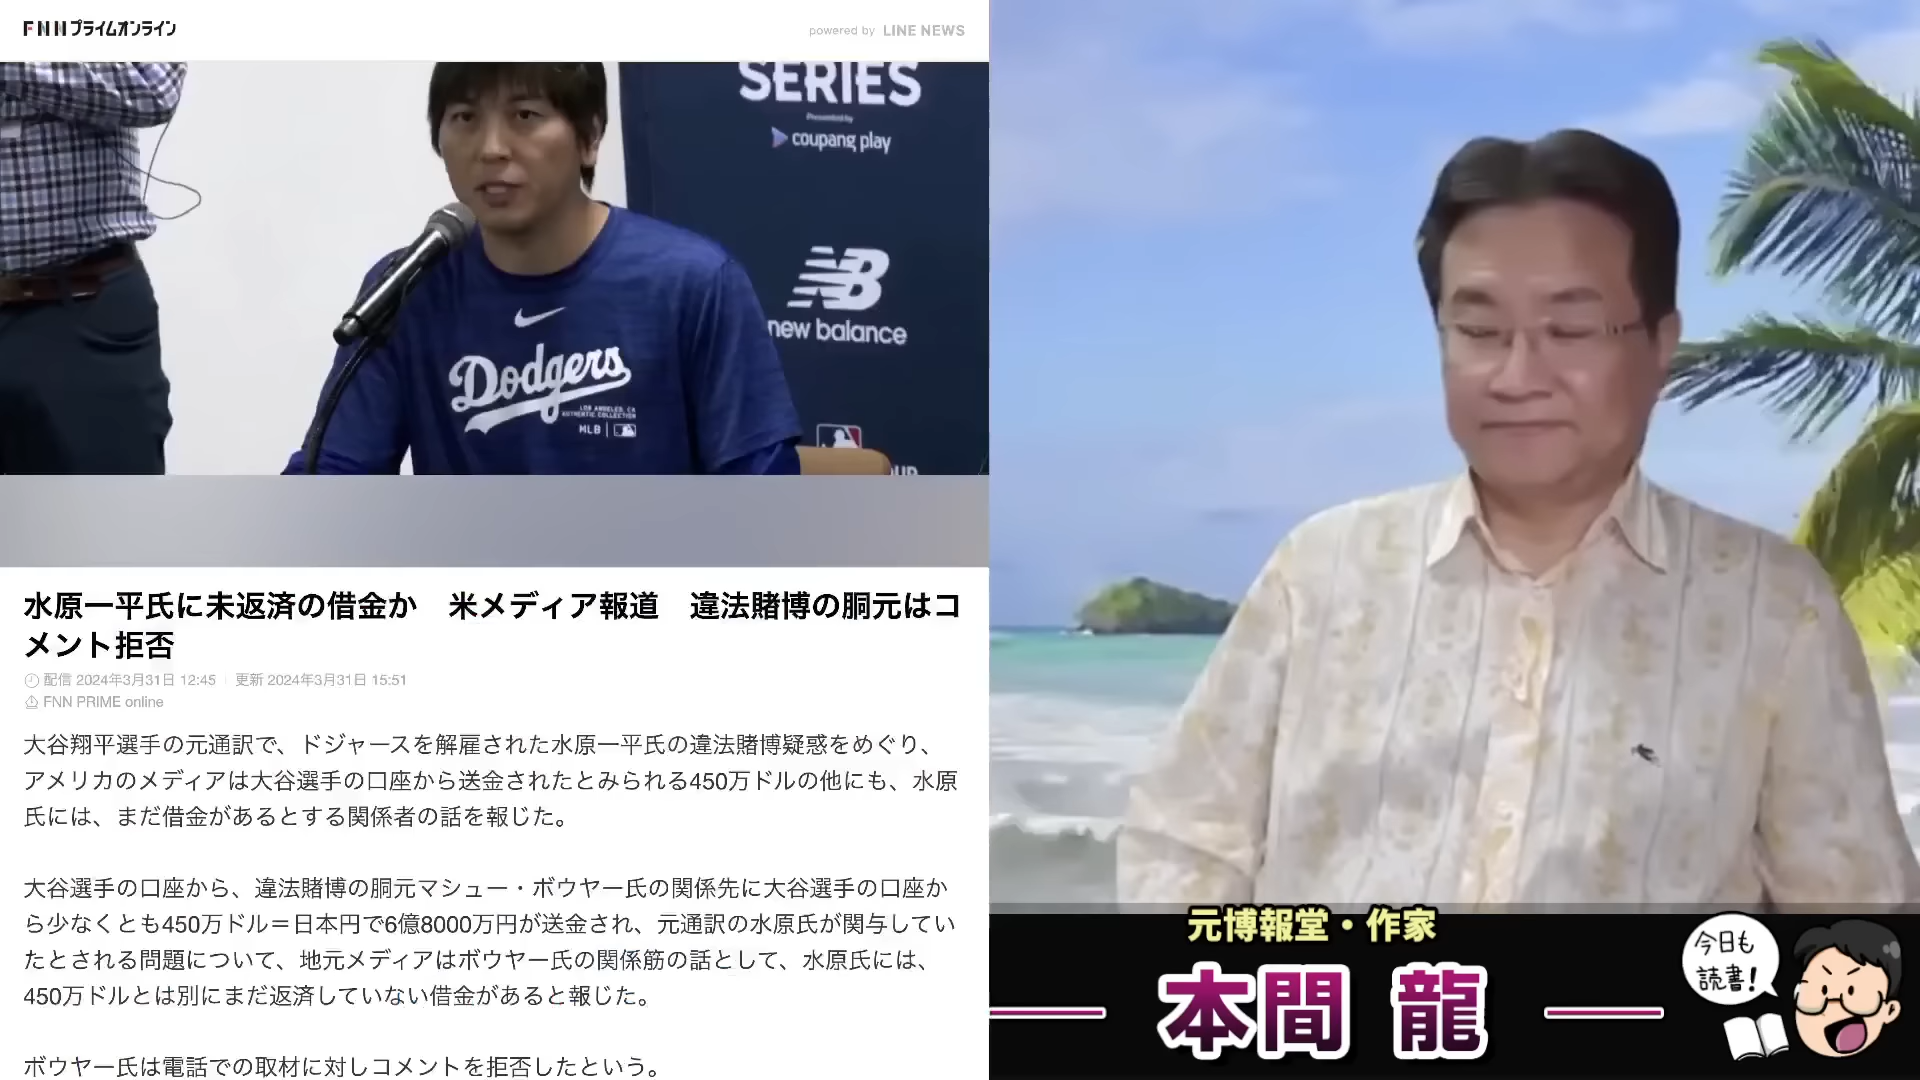 FNNプライムオンライン
powered by LINE NEWS
SERIES
Presented by
coupang play
new balance
Dodgers
LOS ANGELES, CA
AUTHENTIC COLLECTION
MLB
水原一平氏に未返済の借金か　米メディア報道　違法賭博の胴元はコ
メント拒否
配信 2024年3月31日 12:45 | 更新 2024年3月31日 15:51
FNN PRIME online
大谷翔平選手の元通訳で、ドジャースを解雇された水原一平氏の違法賭博疑惑をめぐり、
アメリカのメディアは大谷選手の口座から送金されたとみられる450万ドルの他にも、水原
氏には、まだ借金があるとする関係者の話を報じた。
大谷選手の口座から、違法賭博の胴元マシュー・ボウヤー氏の関係先に大谷選手の口座か
ら少なくとも450万ドル＝日本円で6億8000万円が送金され、元通訳の水原氏が関与してい
たとされる問題について、地元メディアはボウヤー氏の関係筋の話として、水原氏には、
450万ドルとは別にまだ返済していない借金があると報じた。
ボウヤー氏は電話での取材に対しコメントを拒否したという。
元博報堂・作家
本間 龍
今日も
読書！